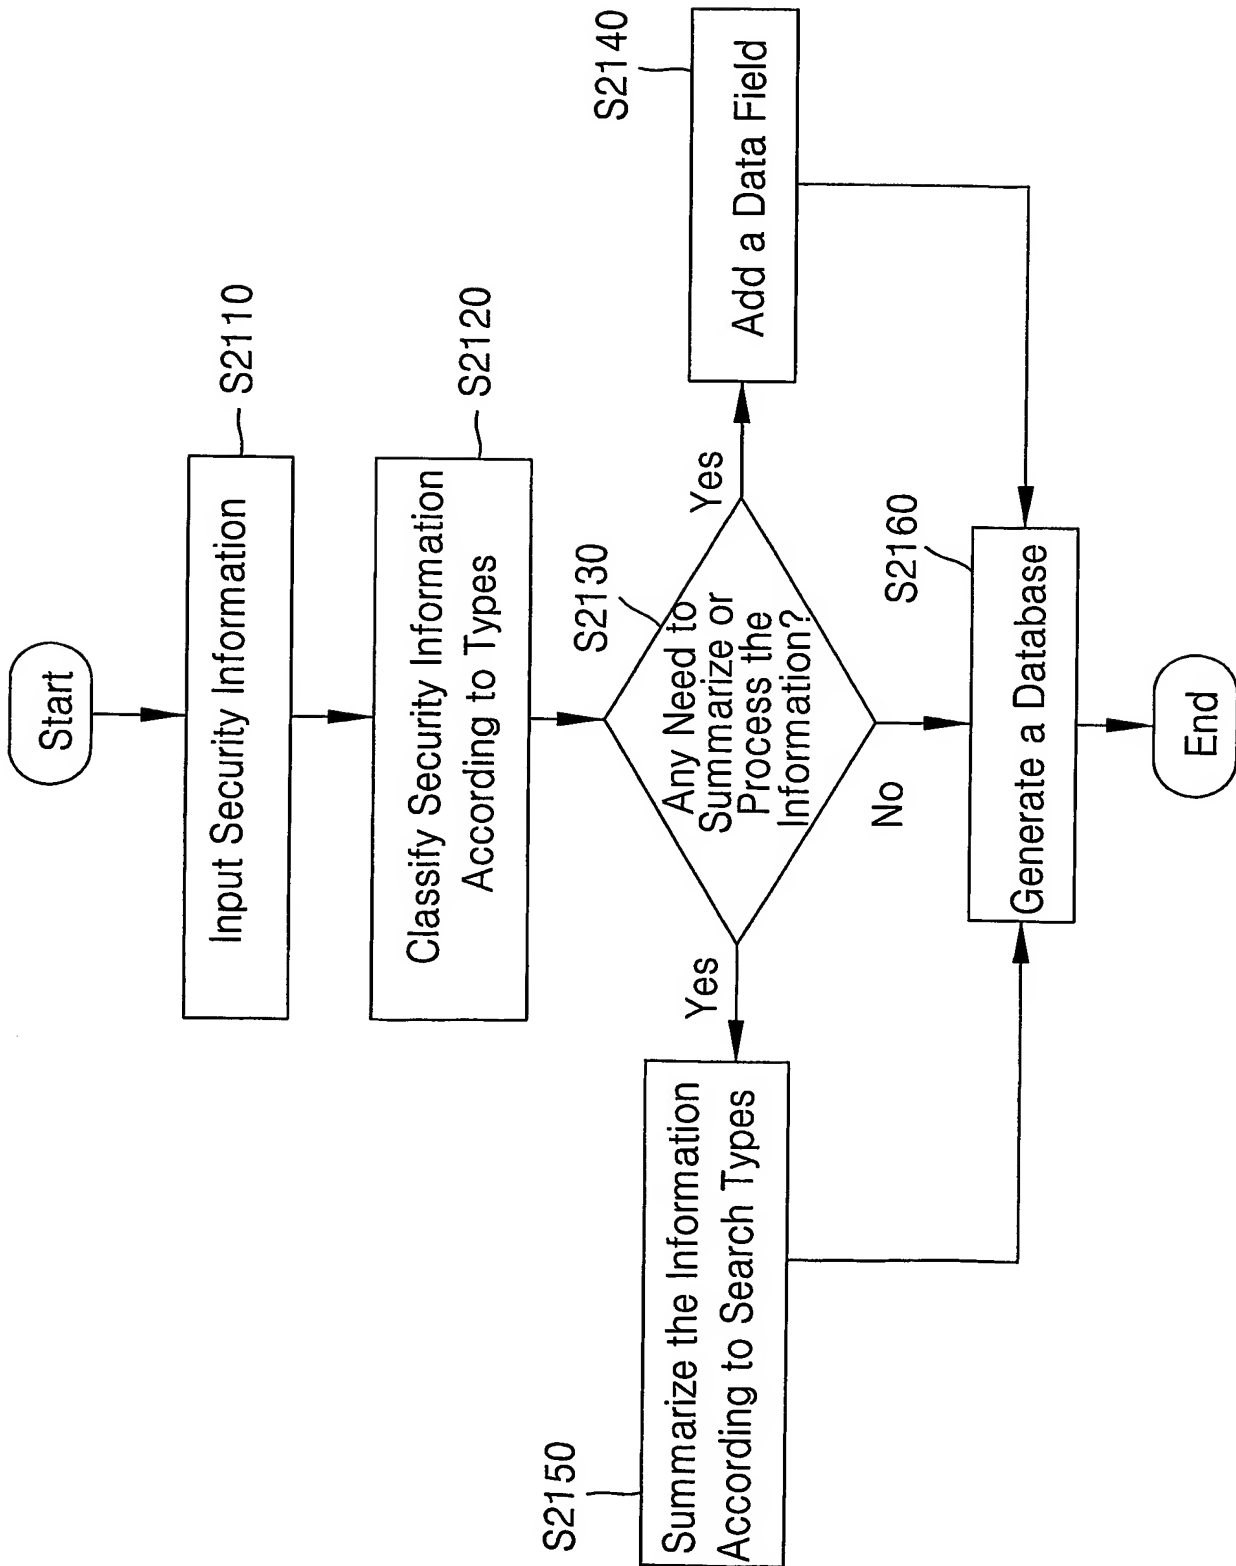 Start
Input Security Information
S2110
Classify Security Information
According to Types
S2120
Any Need to
Summarize or
Process the
Information?
S2130
Yes
Yes
No
Add a Data Field
S2140
Summarize the Information
According to Search Types
S2150
Generate a Database
S2160
End